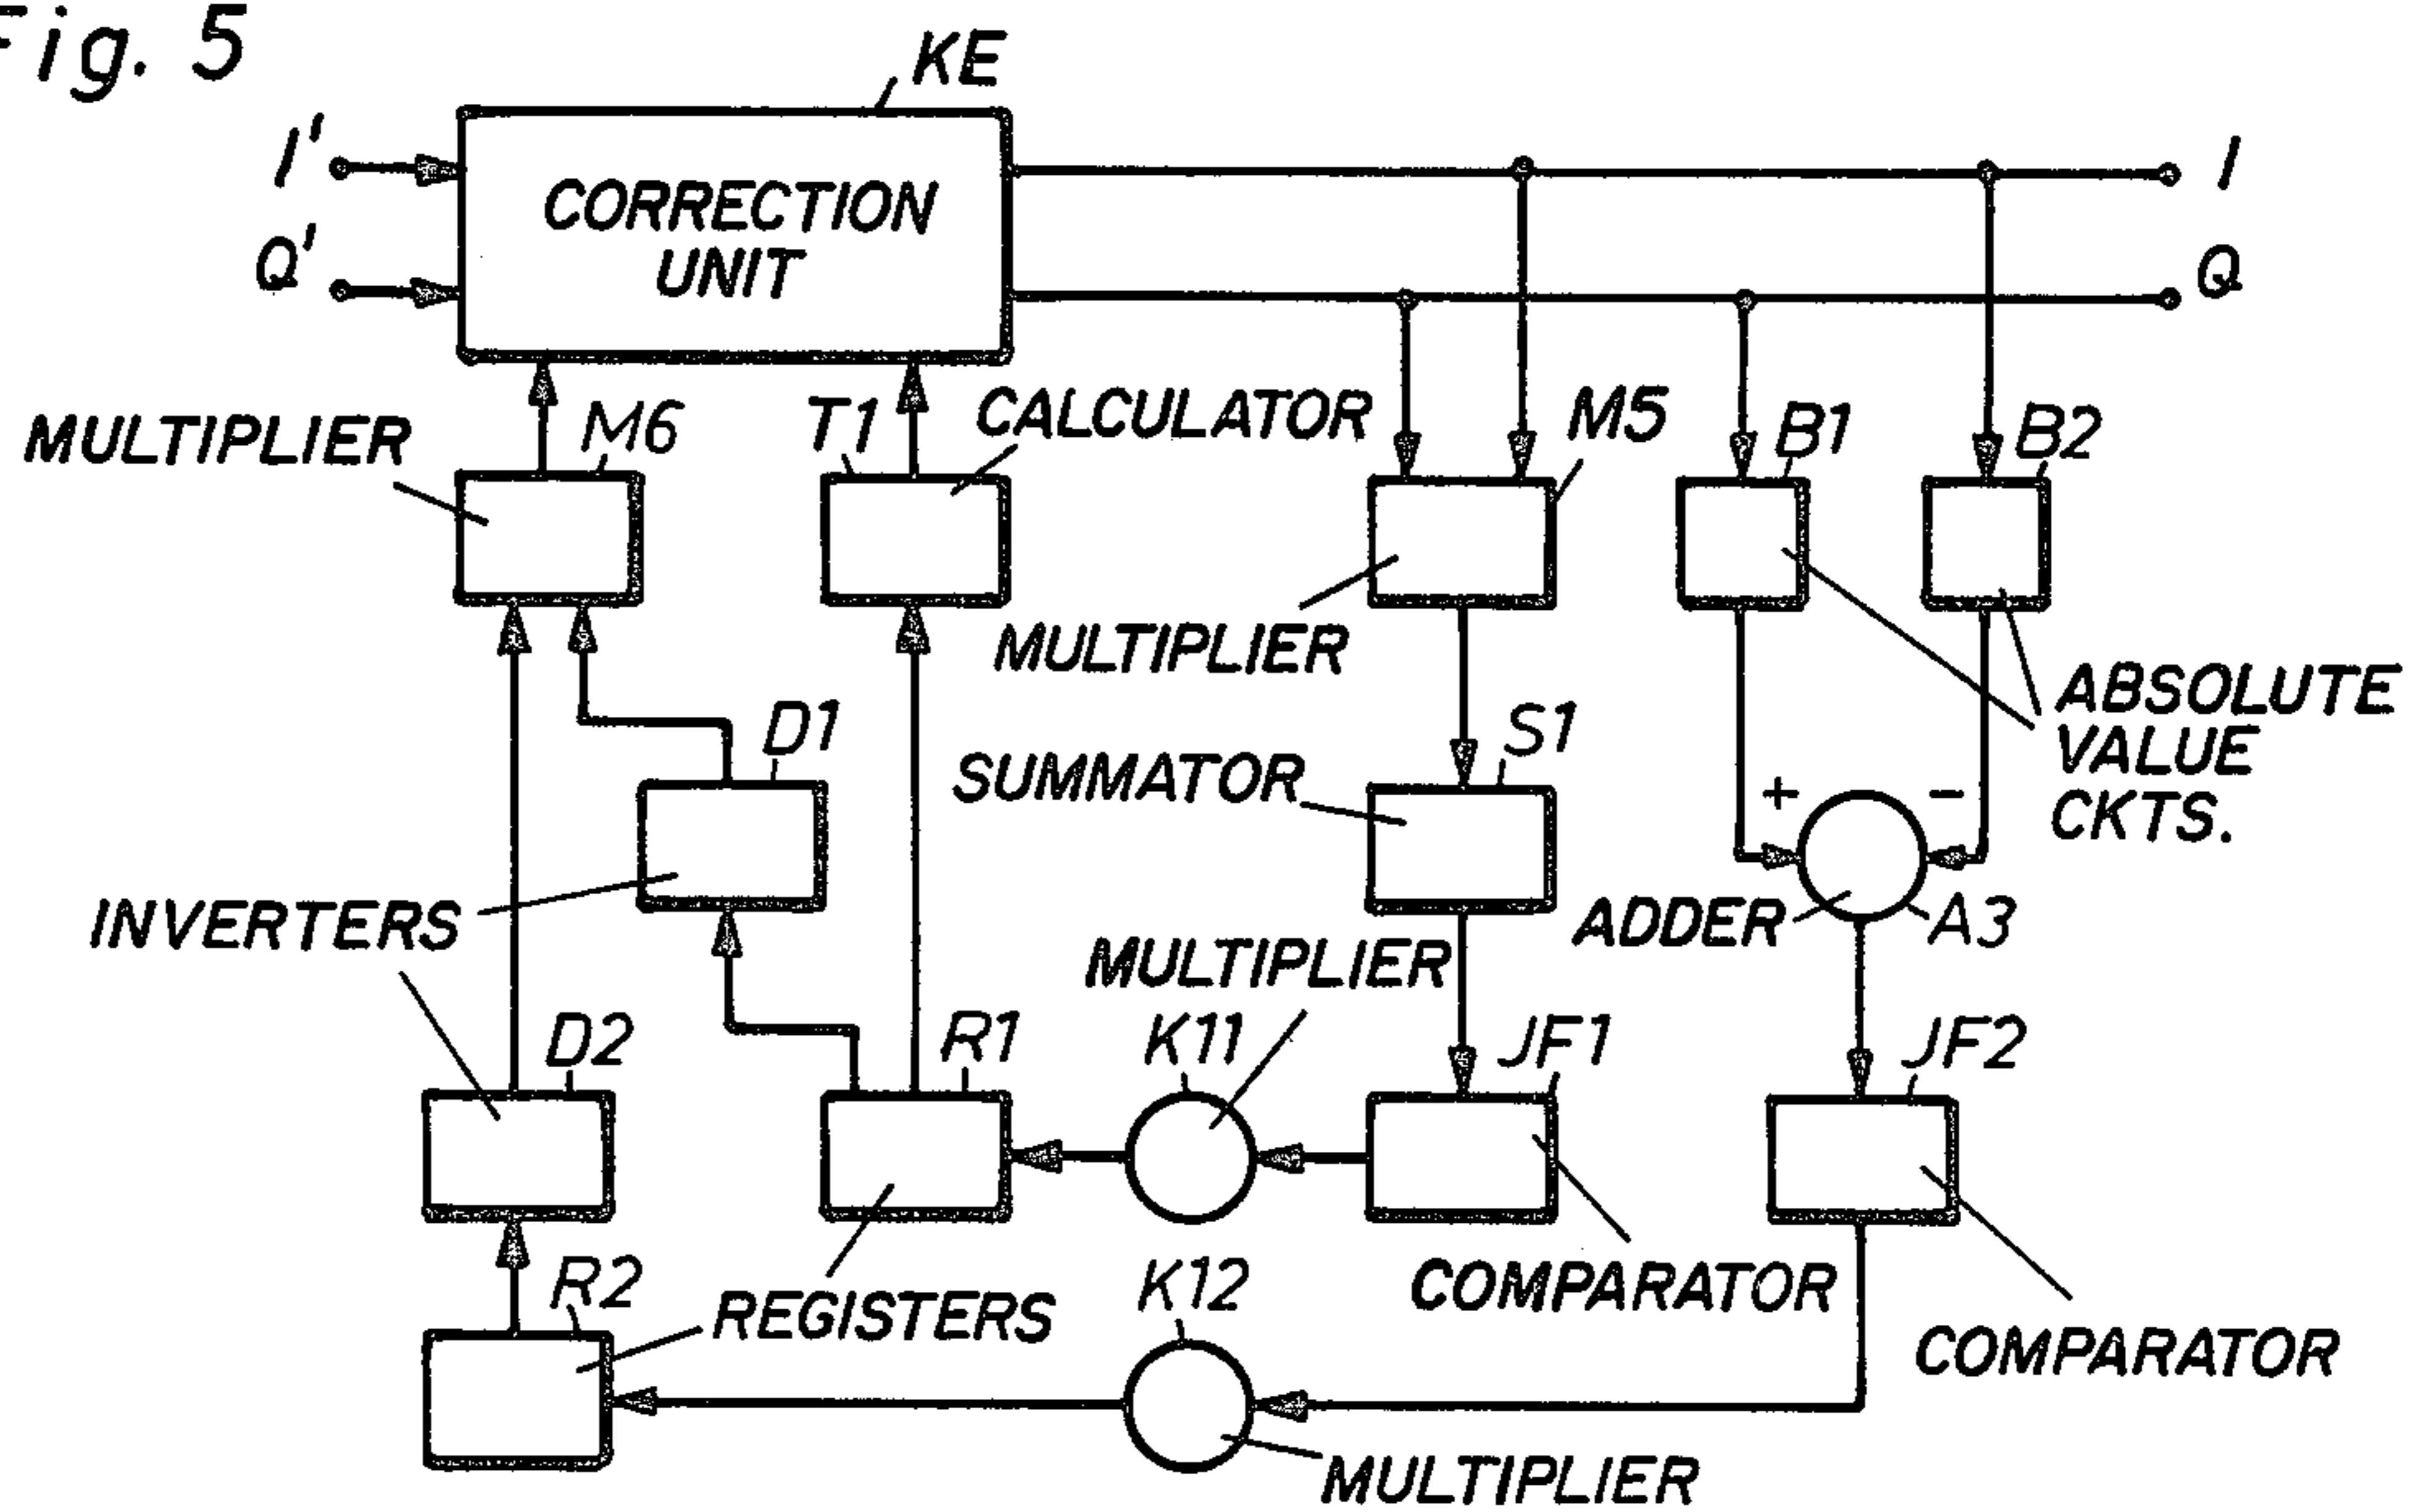 Fig. 5
KE
I'
CORRECTION
UNIT
I
Q'
Q
MULTIPLIER
M6
T1
CALCULATOR
M5
B1
B2
MULTIPLIER
ABSOLUTE
VALUE
CKTS.
D1
S1
SUMMATOR
+
−
INVERTERS
ADDER
A3
MULTIPLIER
D2
R1
K11
JF1
JF2
R2
REGISTERS
K12
COMPARATOR
COMPARATOR
MULTIPLIER